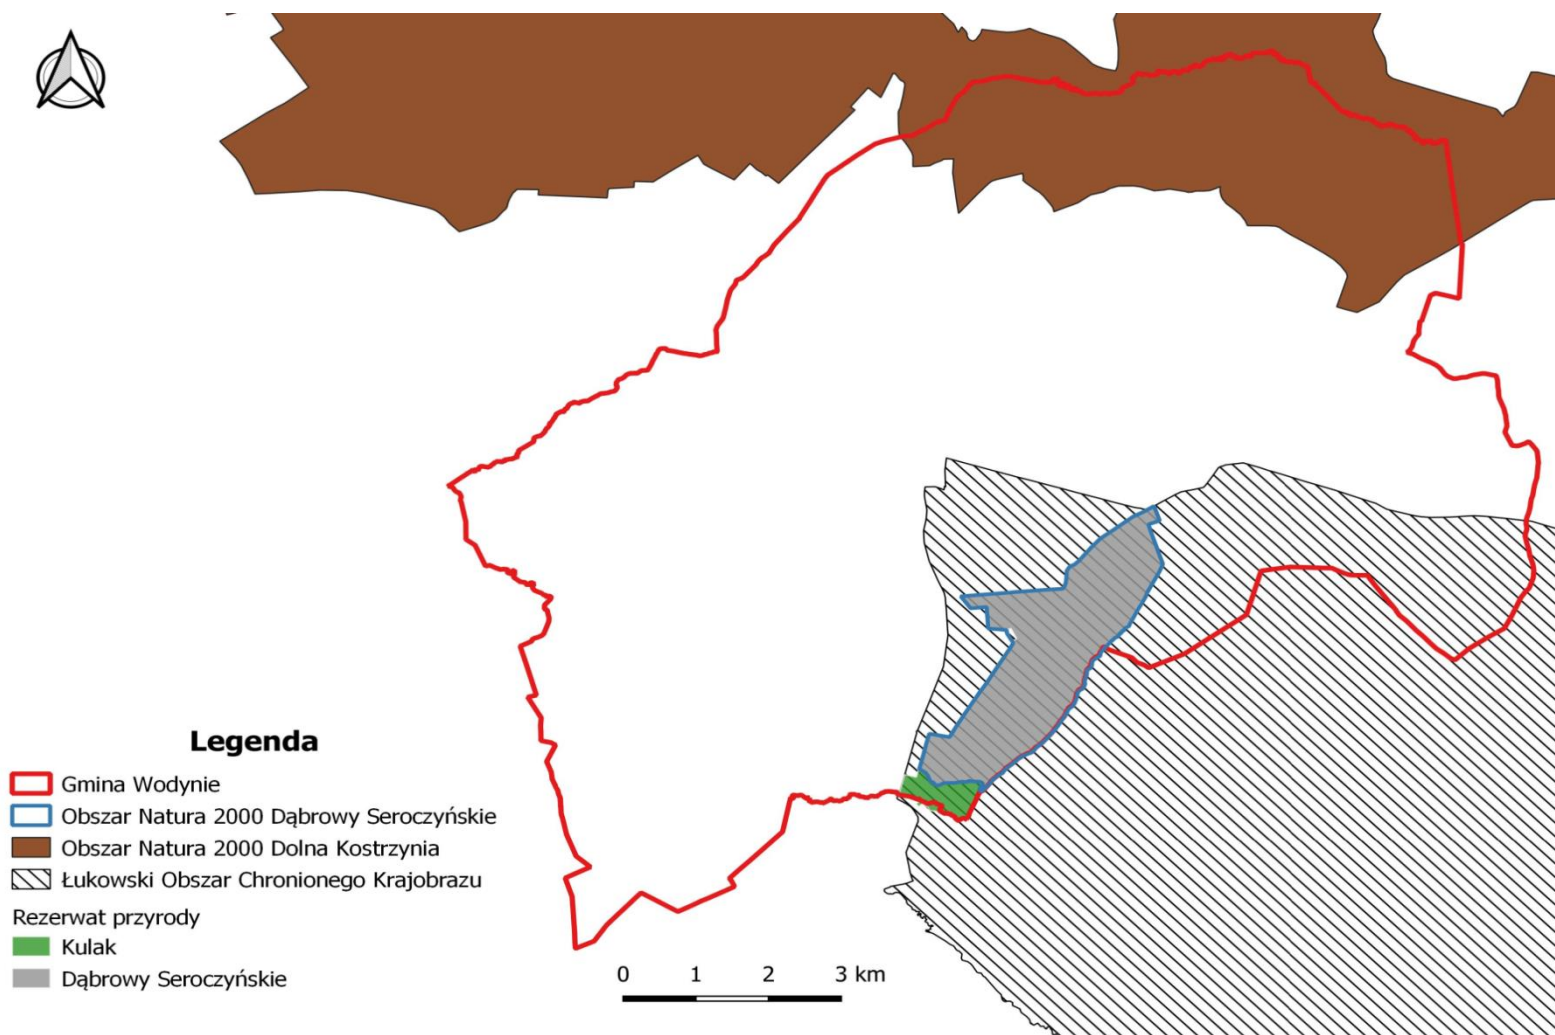 Legenda
Gmina Wodynie
Obszar Natura 2000 Dąbrowy Seroczyńskie
Obszar Natura 2000 Dolna Kostrzynia
Łukowski Obszar Chronionego Krajobrazu
Rezerwat przyrody
Kulak
Dąbrowy Seroczyńskie
0 1 2 3 km